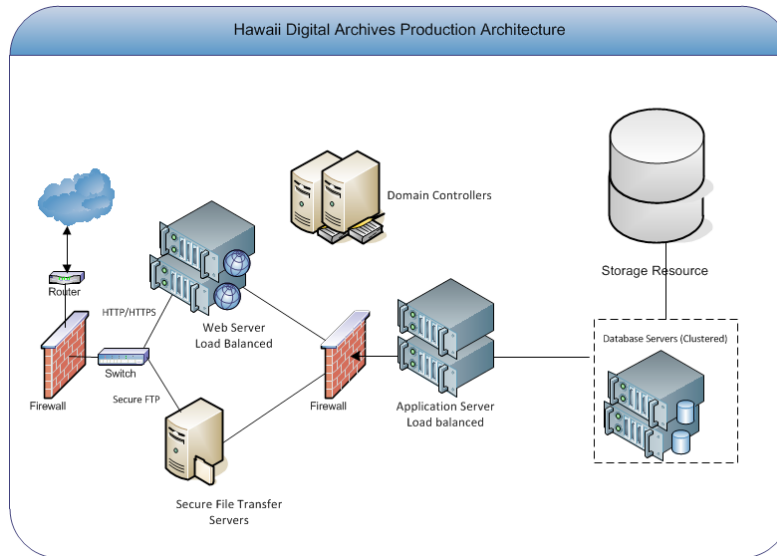 Hawaii Digital Archives Production Architecture
Domain Controllers
Storage Resource
Router
HTTP/HTTPS
Web Server
Load Balanced
Database Servers (Clustered)
Switch
Firewall
Secure FTP
Firewall
Application Server
Load balanced
Secure File Transfer
Servers